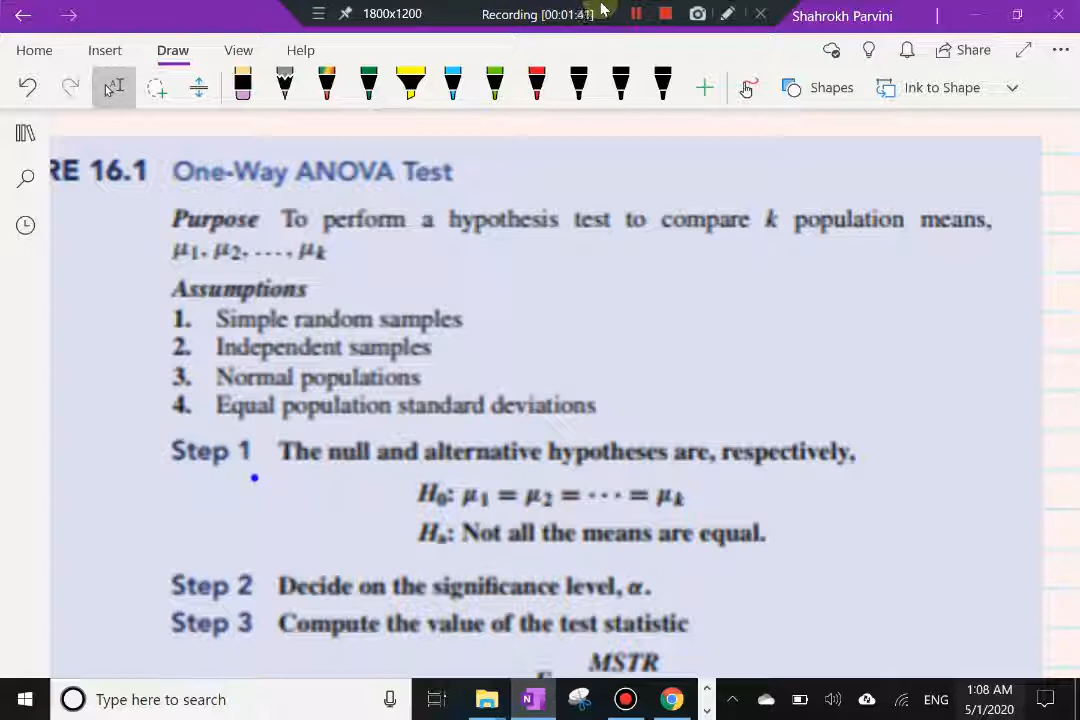 1800x1200
Recording [00:01:41]
Shahrokh Parvini
Home Insert Draw View Help
Share
Shapes
Ink to Shape
RE 16.1 One-Way ANOVA Test
Purpose To perform a hypothesis test to compare k population means,
μ1, μ2, ...., μk
Assumptions
1. Simple random samples
2. Independent samples
3. Normal populations
4. Equal population standard deviations
Step 1 The null and alternative hypotheses are, respectively,
H0: μ1 = μ2 = ··· = μk
Ha: Not all the means are equal.
Step 2 Decide on the significance level, α.
Step 3 Compute the value of the test statistic
MSTR
Type here to search
ENG
1:08 AM
5/1/2020